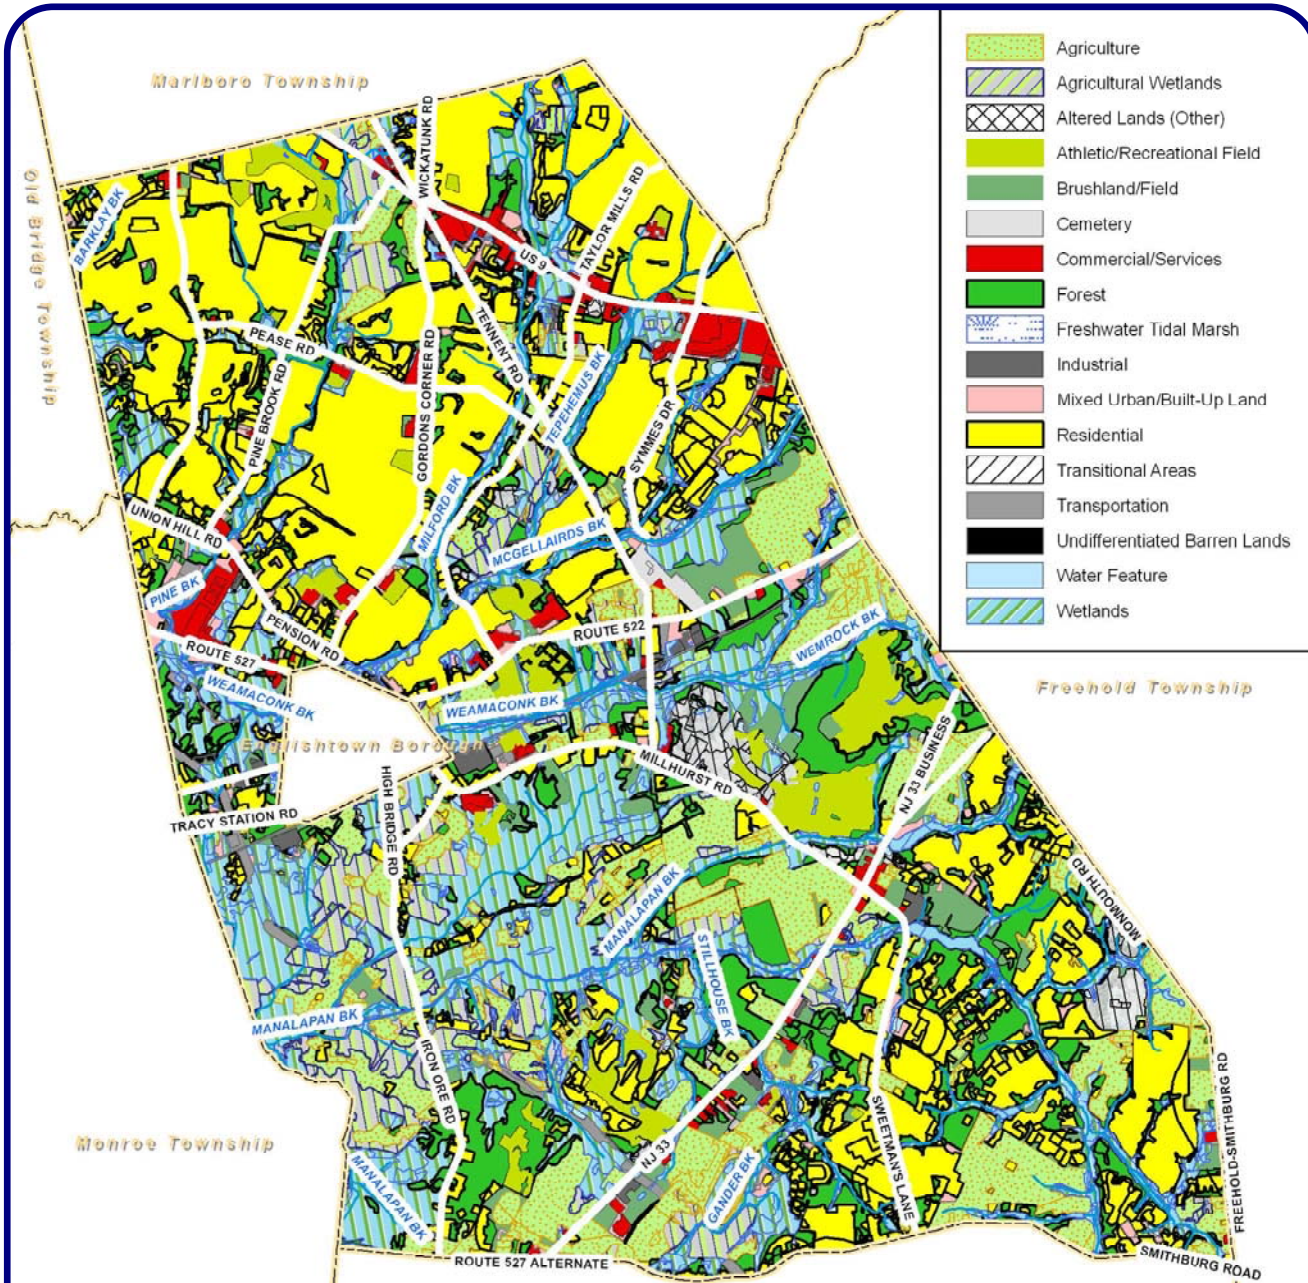 Marlboro Township
Old Bridge Township
Englishtown Borough
Freehold Township
Monroe Township
Agriculture
Agricultural Wetlands
Altered Lands (Other)
Athletic/Recreational Field
Brushland/Field
Cemetery
Commercial/Services
Forest
Freshwater Tidal Marsh
Industrial
Mixed Urban/Built-Up Land
Residential
Transitional Areas
Transportation
Undifferentiated Barren Lands
Water Feature
Wetlands
WICKATUNK RD
BARKLAY BK
TAYLOR MILLS RD
US 9
PEASE RD
PINE BROOK RD
GORDONS CORNER RD
TENNENT RD
TEPEHEMUS BK
SYMMES DR
UNION HILL RD
MILFORD BK
MCGELLAIRDS BK
PINE BK
PENSION RD
ROUTE 522
WEMROCK BK
ROUTE 527
WEAMACONK BK
WEAMACONK BK
MILLHURST RD
NJ 33 BUSINESS
HIGH BRIDGE RD
TRACY STATION RD
MONMOUTH RD
MANALAPAN BK
STILLHOUSE BK
MANALAPAN BK
IRON ORE RD
SWEETMAN'S LANE
FREEHOLD-SMITHBURG RD
NJ 33
MANALAPAN BK
GANDER BK
ROUTE 527 ALTERNATE
SMITHBURG ROAD